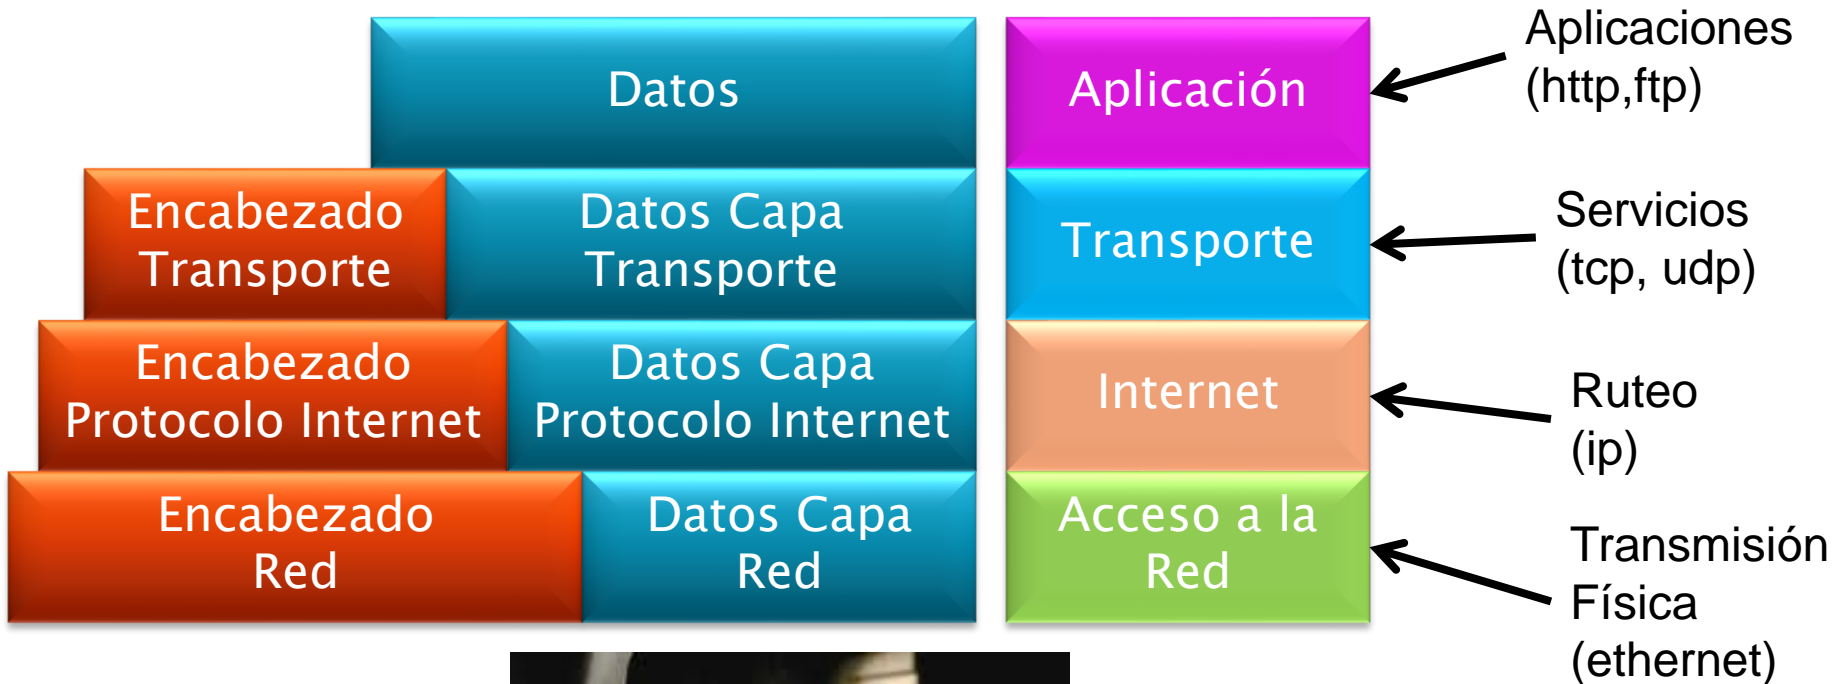 Datos
Aplicación
Aplicaciones
(http,ftp)
Encabezado
Transporte
Datos Capa
Transporte
Transporte
Servicios
(tcp, udp)
Encabezado
Protocolo Internet
Datos Capa
Protocolo Internet
Internet
Ruteo
(ip)
Encabezado
Red
Datos Capa
Red
Acceso a la
Red
Transmisión
Física
(ethernet)